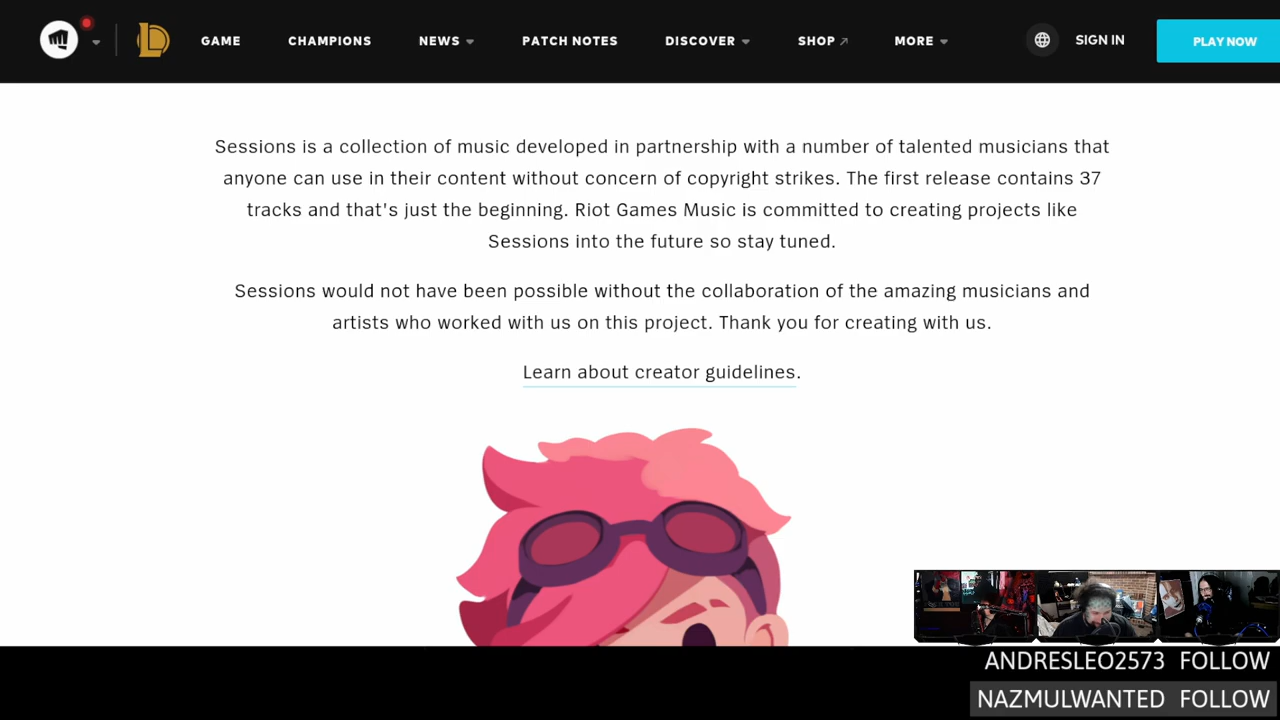 GAME CHAMPIONS NEWS PATCH NOTES DISCOVER SHOP MORE SIGN IN PLAY NOW
Sessions is a collection of music developed in partnership with a number of talented musicians that
anyone can use in their content without concern of copyright strikes. The first release contains 37
tracks and that's just the beginning. Riot Games Music is committed to creating projects like
Sessions into the future so stay tuned.
Sessions would not have been possible without the collaboration of the amazing musicians and
artists who worked with us on this project. Thank you for creating with us.
Learn about creator guidelines.
ANDRESLEO2573 FOLLOW
NAZMULWANTED FOLLOW